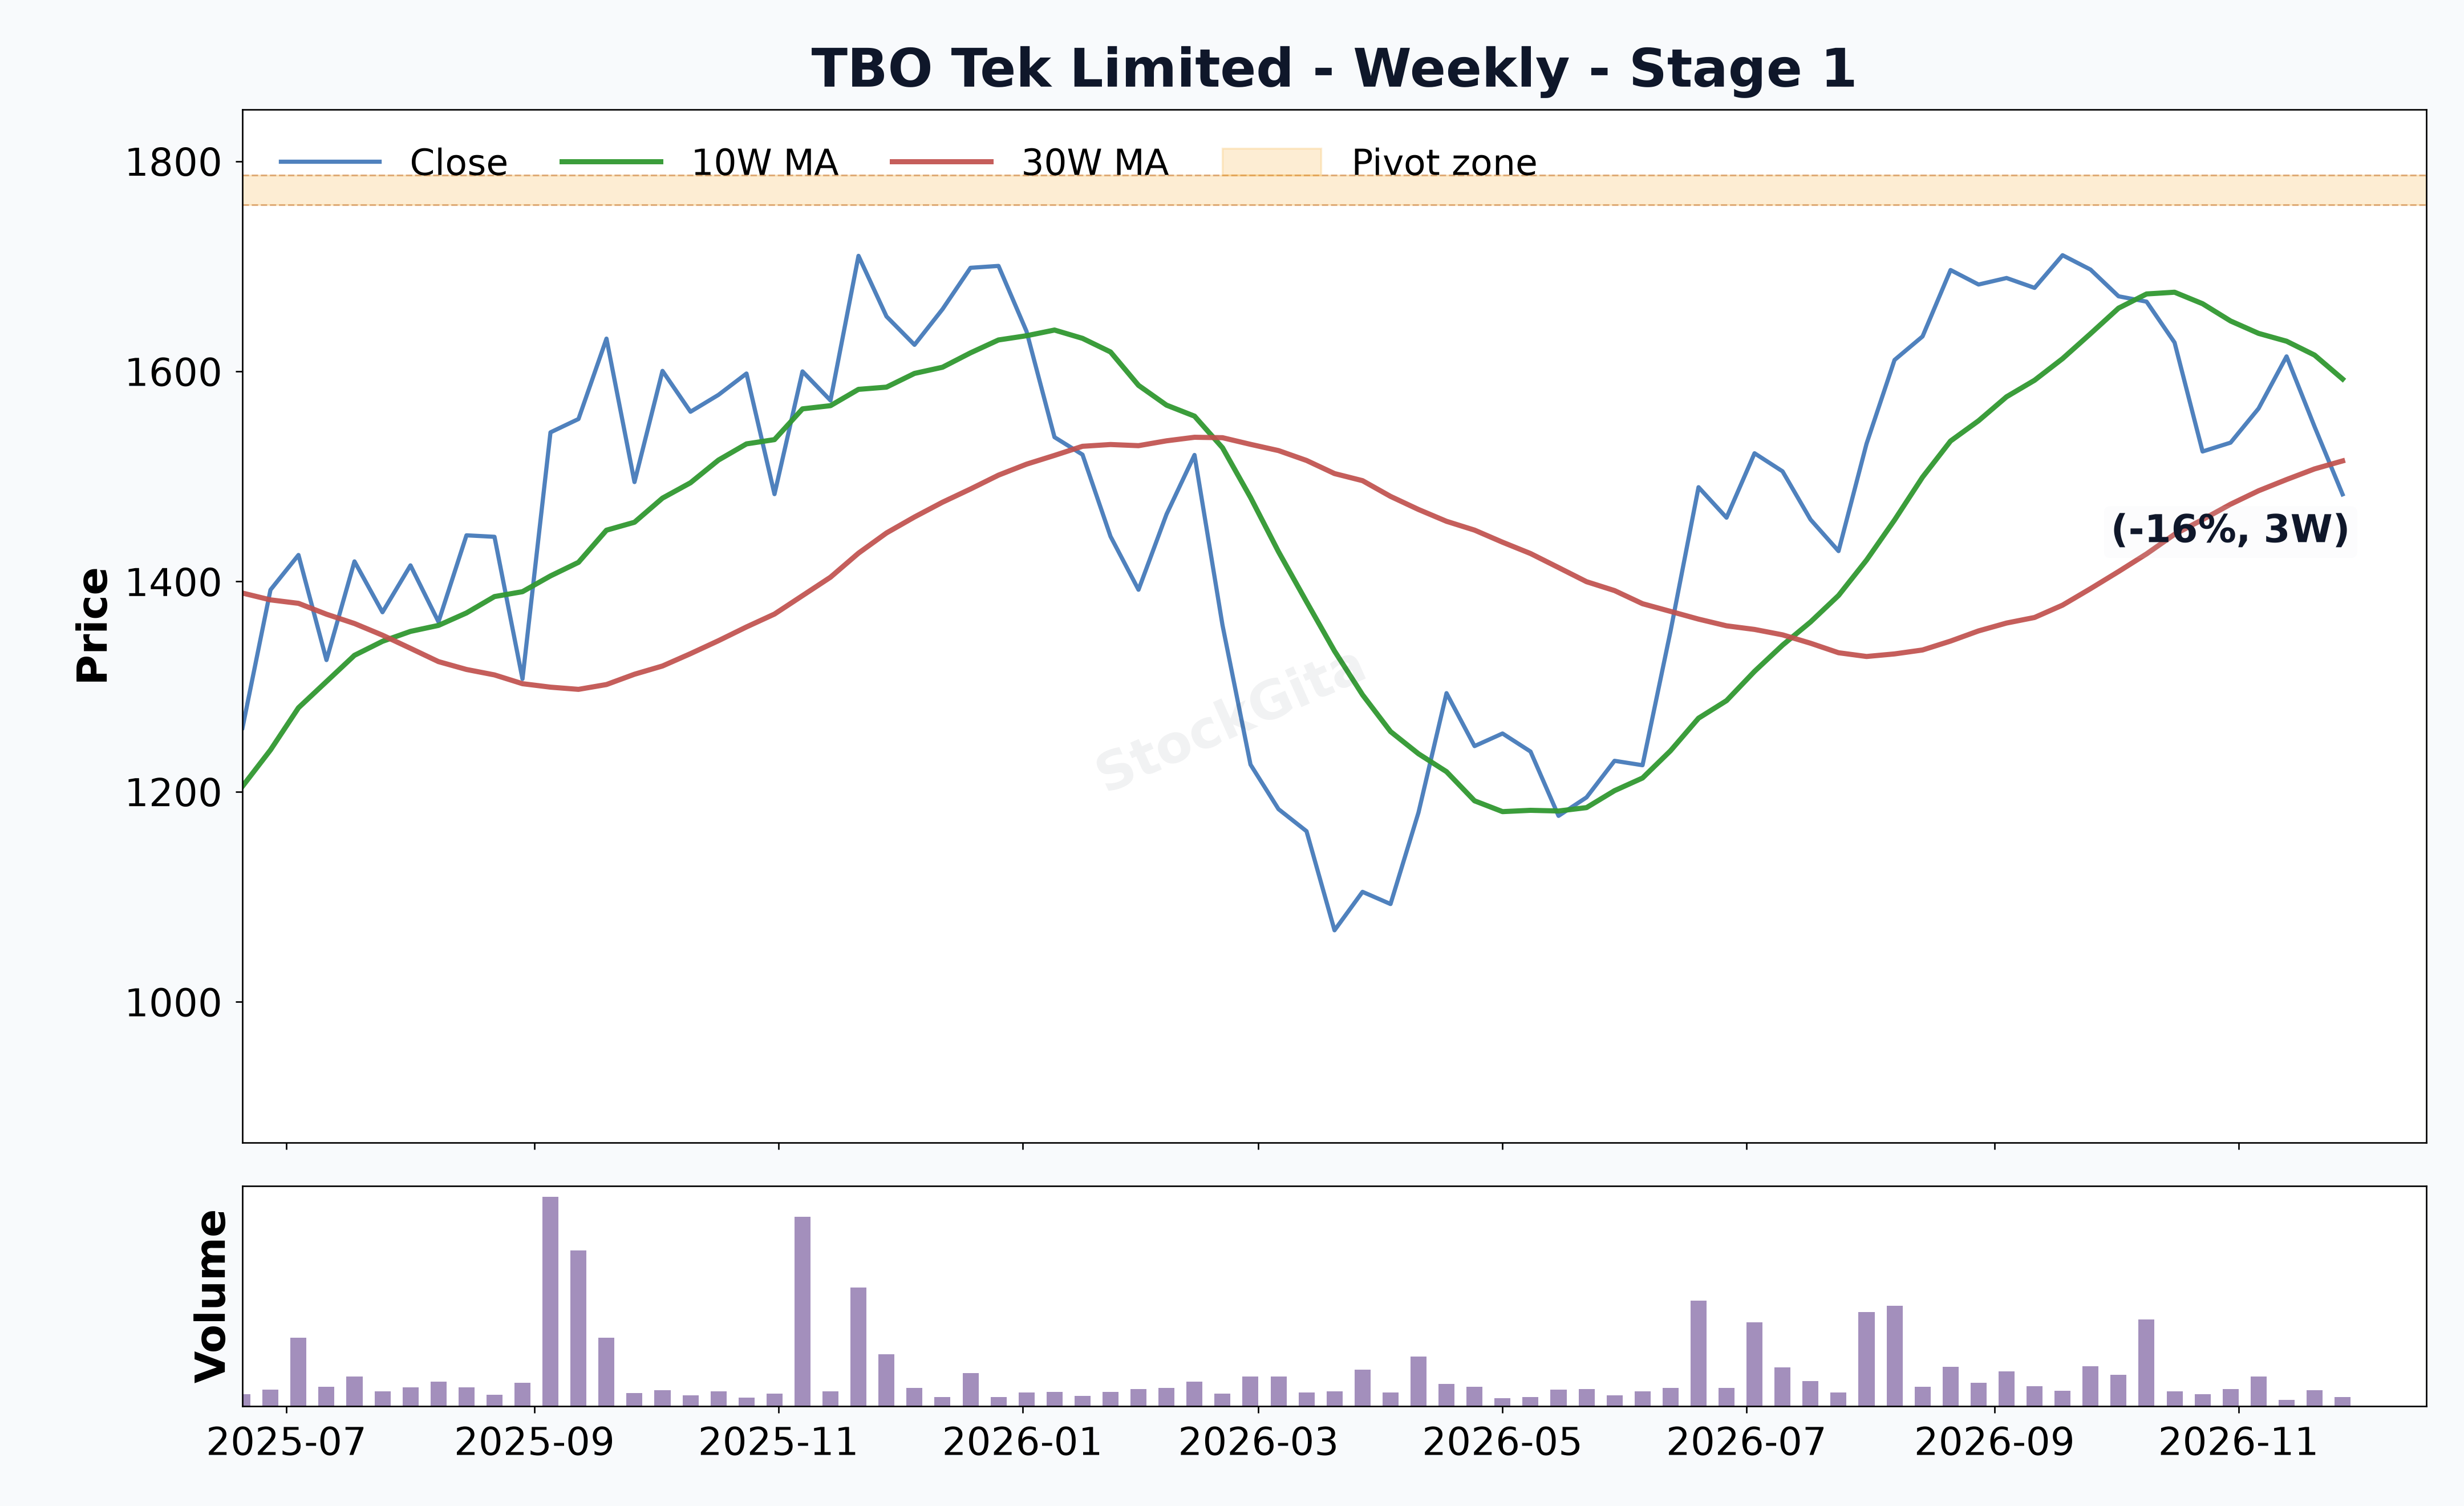 TBO Tek Limited - Weekly - Stage 1
Close 10W MA 30W MA Pivot zone
Price
1800
1600
1400
1200
1000
(-16%, 3W)
StockGita
Volume
2025-07 2025-09 2025-11 2026-01 2026-03 2026-05 2026-07 2026-09 2026-11